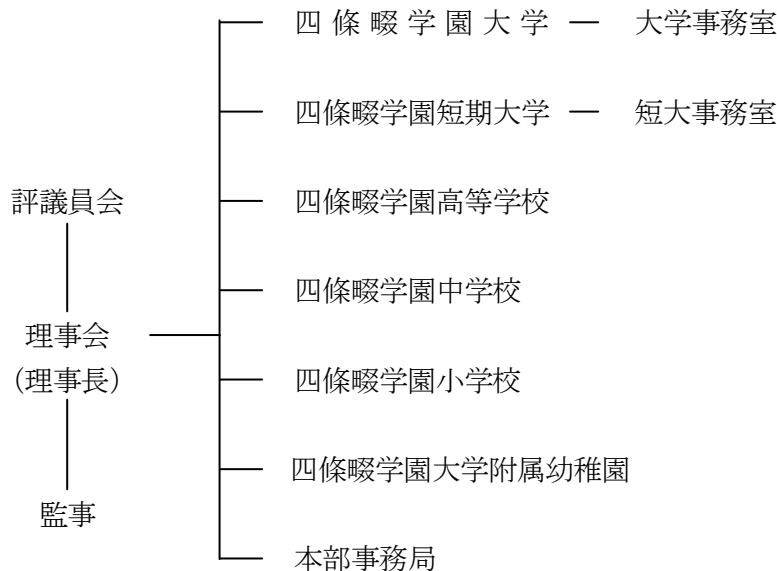 四條畷学園大学 ― 大学事務室
四條畷学園短期大学 ― 短大事務室
評議員会
四條畷学園高等学校
四條畷学園中学校
理事会
(理事長)
四條畷学園小学校
四條畷学園大学附属幼稚園
監事
本部事務局